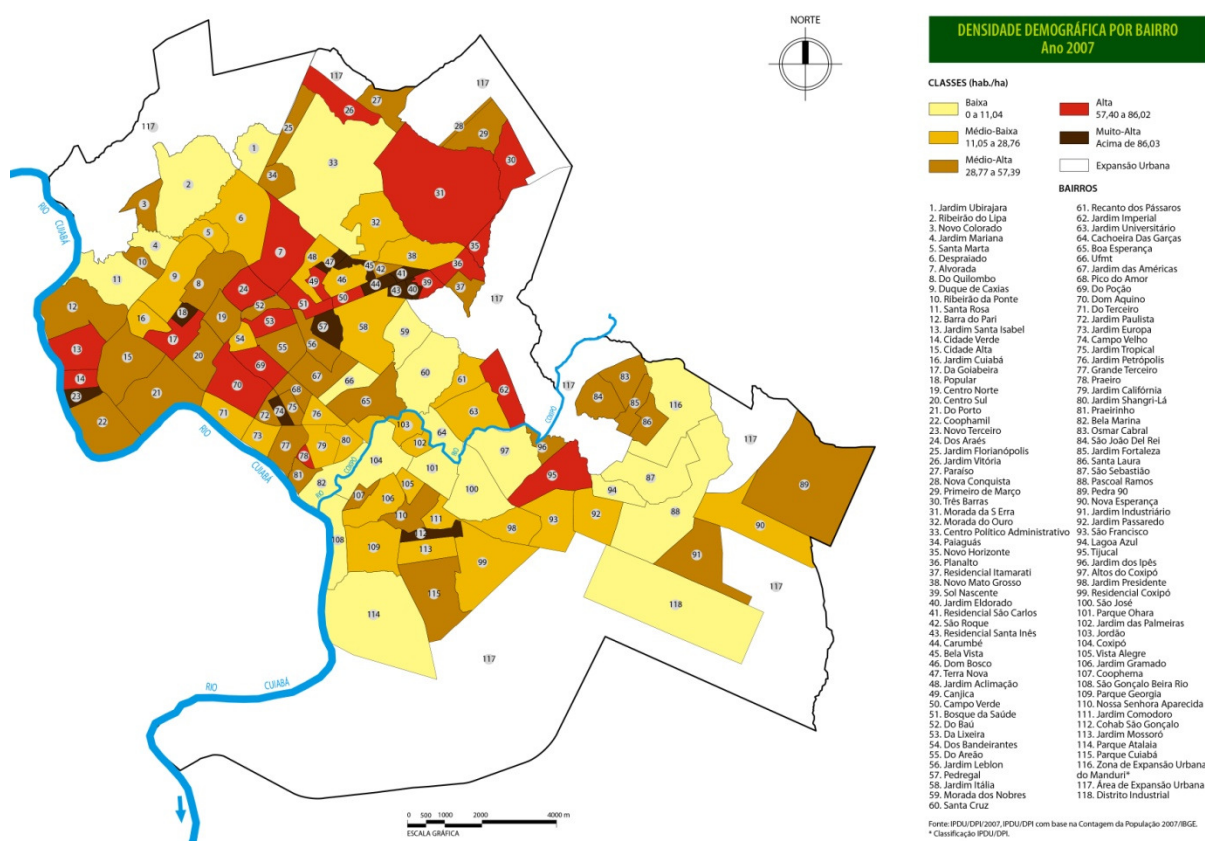 NORTE
DENSIDADE DEMOGRÁFICA POR BAIRRO
Ano 2007
CLASSES (hab./ha)
Baixa
0 a 11,04
Médio-Baixa
11,05 a 28,76
Médio-Alta
28,77 a 57,39
Alta
57,40 a 86,02
Muito-Alta
Acima de 86,03
Expansão Urbana
BAIRROS
1. Jardim Ubirajara
2. Ribeirão do Lipa
3. Novo Colorado
4. Jardim Mariana
5. Santa Marta
6. Despraiado
7. Alvorada
8. Do Quilombo
9. Duque de Caxias
10. Ribeirão da Ponte
11. Santa Rosa
12. Barra do Pari
13. Jardim Santa Isabel
14. Cidade Verde
15. Cidade Alta
16. Jardim Cuiabá
17. Da Goiabeira
18. Popular
19. Centro Norte
20. Centro Sul
21. Do Porto
22. Coophamil
23. Novo Terceiro
24. Dos Araés
25. Jardim Florianópolis
26. Jardim Vitória
27. Paraíso
28. Nova Conquista
29. Primeiro de Março
30. Três Barras
31. Morada da S Erra
32. Morada do Ouro
33. Centro Político Administrativo
34. Paiaguás
35. Novo Horizonte
36. Planalto
37. Residencial Itamarati
38. Novo Mato Grosso
39. Sol Nascente
40. Jardim Eldorado
41. Residencial São Carlos
42. São Roque
43. Residencial Santa Inês
44. Carumbé
45. Bela Vista
46. Dom Bosco
47. Terra Nova
48. Jardim Aclimação
49. Canjica
50. Campo Verde
51. Bosque da Saúde
52. Do Baú
53. Da Lixeira
54. Dos Bandeirantes
55. Do Areão
56. Jardim Leblon
57. Pedregal
58. Jardim Itália
59. Morada dos Nobres
60. Santa Cruz
61. Recanto dos Pássaros
62. Jardim Imperial
63. Jardim Universitário
64. Cachoeira Das Garças
65. Boa Esperança
66. Ufmt
67. Jardim das Américas
68. Pico do Amor
69. Do Poção
70. Dom Aquino
71. Do Terceiro
72. Jardim Paulista
73. Jardim Europa
74. Campo Velho
75. Jardim Tropical
76. Jardim Petrópolis
77. Grande Terceiro
78. Praeiro
79. Jardim Califórnia
80. Jardim Shangri-Lá
81. Praeirinho
82. Bela Marina
83. Osmar Cabral
84. São João Del Rei
85. Jardim Fortaleza
86. Santa Laura
87. São Sebastião
88. Pascoal Ramos
89. Pedra 90
90. Nova Esperança
91. Jardim Industriário
92. Jardim Passaredo
93. São Francisco
94. Lagoa Azul
95. Tijucal
96. Jardim dos Ipês
97. Altos do Coxipó
98. Jardim Presidente
99. Residencial Coxipó
100. São José
101. Parque Ohara
102. Jardim das Palmeiras
103. Jordão
104. Coxipó
105. Vista Alegre
106. Jardim Gramado
107. Coophema
108. São Gonçalo Beira Rio
109. Parque Georgia
110. Nossa Senhora Aparecida
111. Jardim Comodoro
112. Cohab São Gonçalo
113. Jardim Mossoró
114. Parque Atalaia
115. Parque Cuiabá
116. Zona de Expansão Urbana
do Manduri*
117. Área de Expansão Urbana
118. Distrito Industrial
Fonte: IPDU/DPI/2007, IPDU/DPI com base na Contagem da População 2007/IBGE.
* Classificação IPDU/DPI.
RIO CUIABÁ
RIO CUIABÁ
RIO CUIABÁ
RIO COXIPÓ
RIO COXIPÓ
0 500 1000 2000 4000 m
ESCALA GRÁFICA